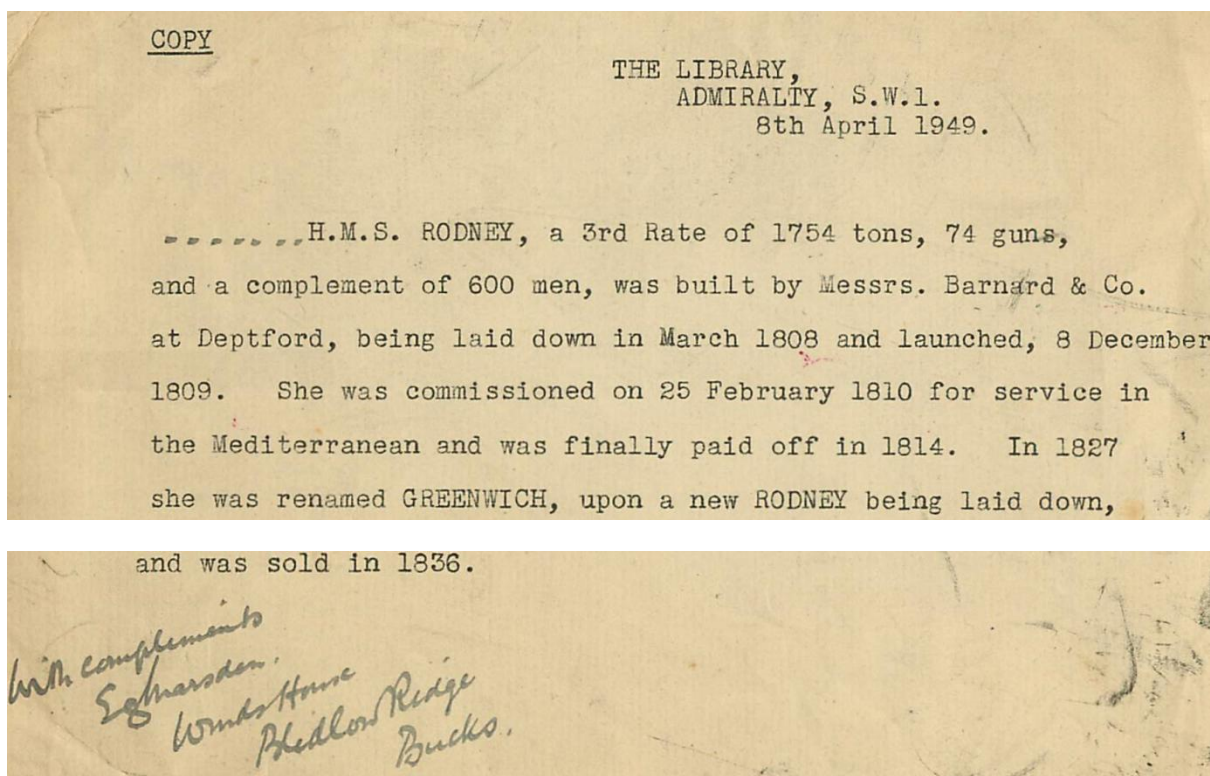 COPY
THE LIBRARY,
ADMIRALTY, S.W.1.
8th April 1949.
........H.M.S. RODNEY, a 3rd Rate of 1754 tons, 74 guns,
and a complement of 600 men, was built by Messrs. Barnard & Co.
at Deptford, being laid down in March 1808 and launched, 8 December
1809. She was commissioned on 25 February 1810 for service in
the Mediterranean and was finally paid off in 1814. In 1827
she was renamed GREENWICH, upon a new RODNEY being laid down,
and was sold in 1836.
With complements
Marsden.
House
Bledlow Ridge
Bucks.